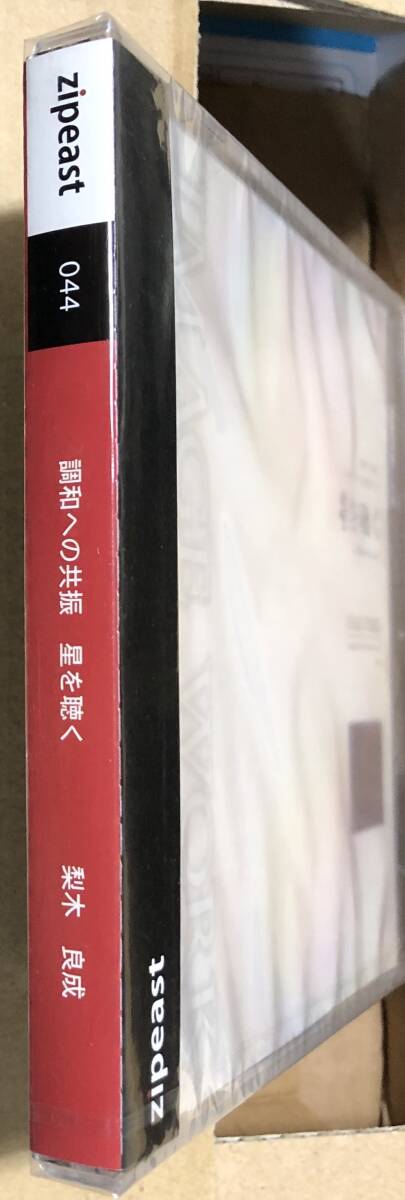 zipeast
044
調和への共振　星を聴く
梨木　良成
zipeast